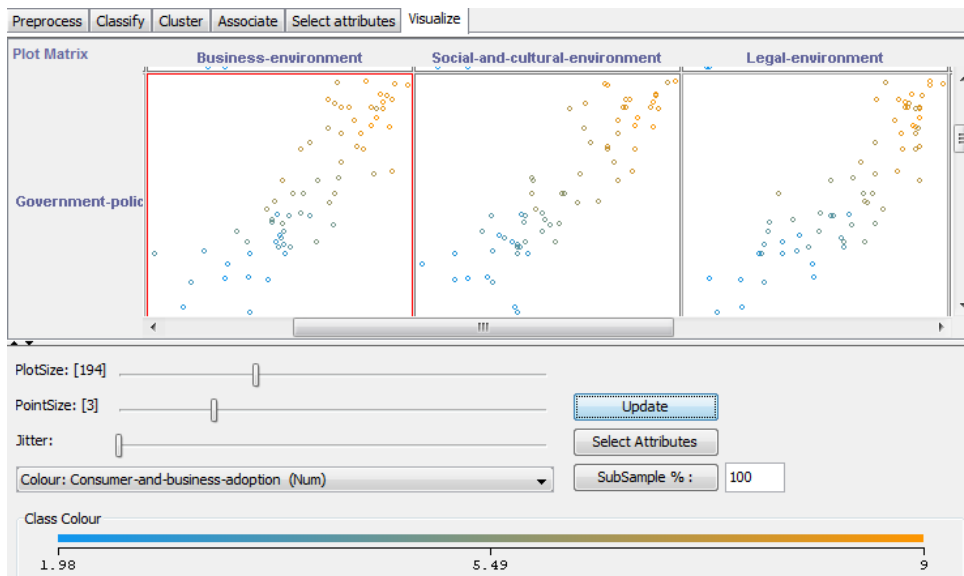 Preprocess Classify Cluster Associate Select attributes Visualize
Plot Matrix Business-environment Social-and-cultural-environment Legal-environment
Government-polic
PlotSize: [194]
PointSize: [3] Update
Jitter: Select Attributes
Colour: Consumer-and-business-adoption (Num) SubSample % : 100
Class Colour
1.98 5.49 9